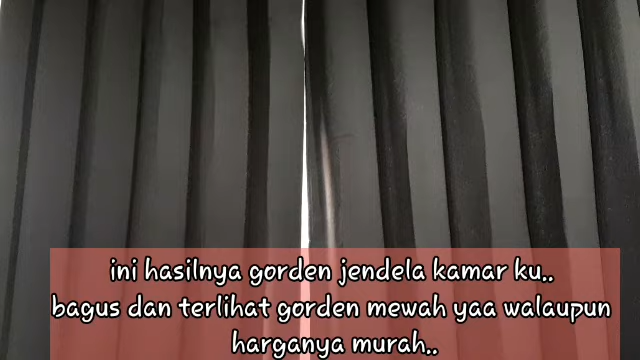 ini hasilnya gorden jendela kamar ku..
bagus dan terlihat gorden mewah yaa walaupun
harganya murah..